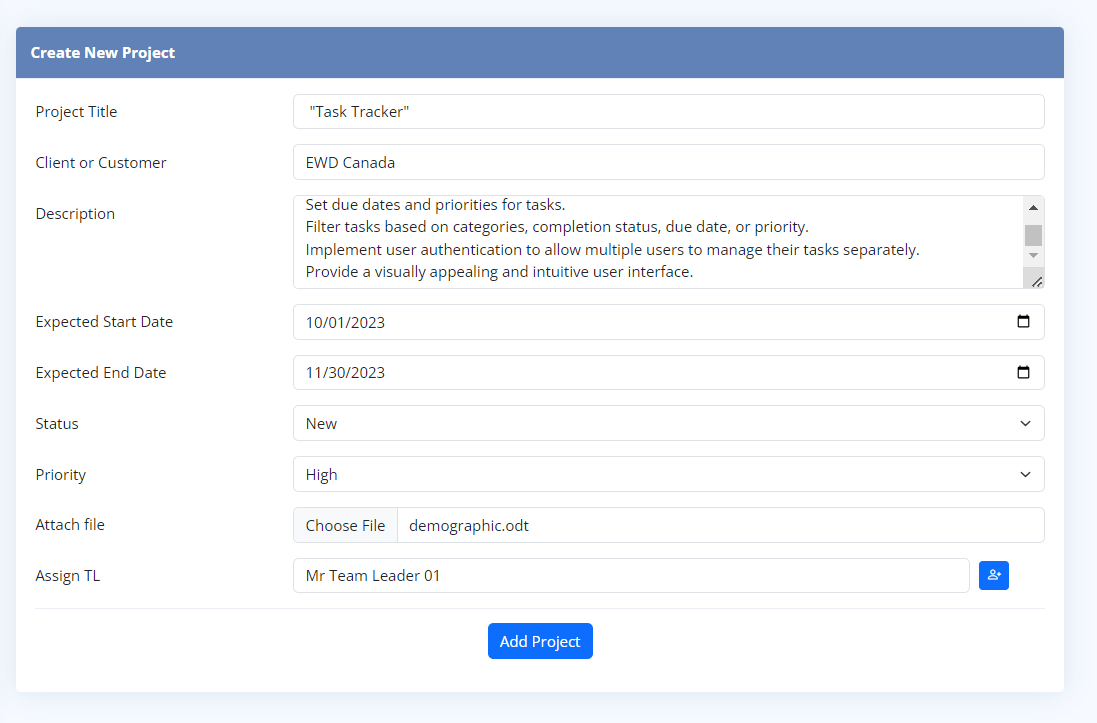 Create New Project
Project Title
"Task Tracker"
Client or Customer
EWD Canada
Description
Set due dates and priorities for tasks.
Filter tasks based on categories, completion status, due date, or priority.
Implement user authentication to allow multiple users to manage their tasks separately.
Provide a visually appealing and intuitive user interface.
Expected Start Date
10/01/2023
Expected End Date
11/30/2023
Status
New
Priority
High
Attach file
Choose File
demographic.odt
Assign TL
Mr Team Leader 01
Add Project